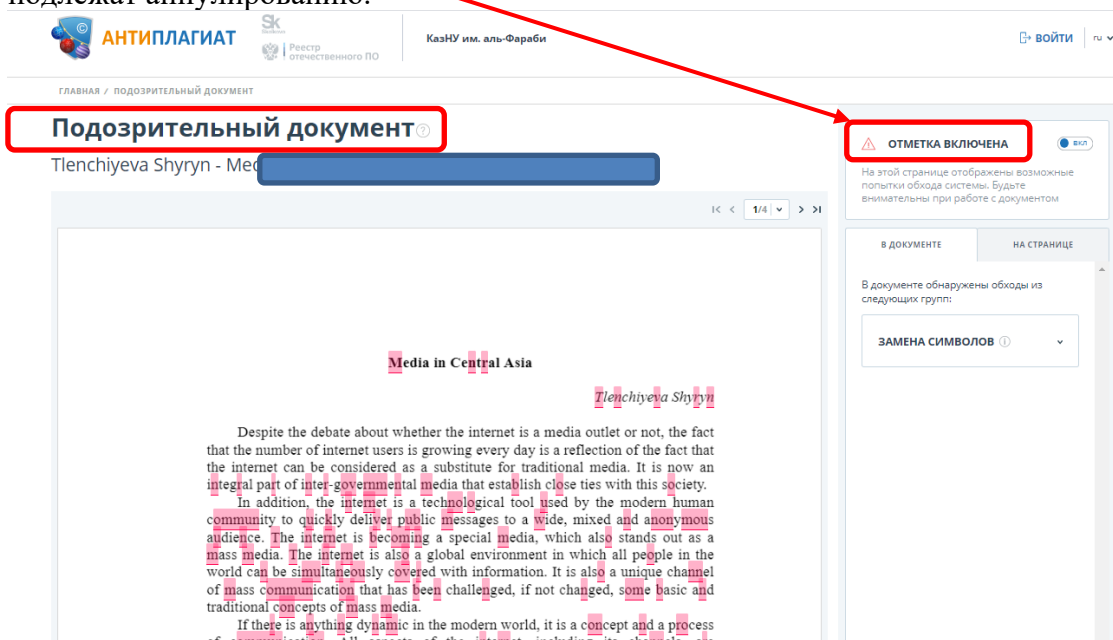 подлежат аннулированию.
АНТИПЛАГИАТ
Sk
Реестр
отечественного ПО
КазНУ им. аль-Фараби
ВОЙТИ
ru
ГЛАВНАЯ / ПОДОЗРИТЕЛЬНЫЙ ДОКУМЕНТ
Подозрительный документ
Tlenchiyeva Shyryn - Med
1/4
ОТМЕТКА ВКЛЮЧЕНА
ВКЛ
На этой странице отображены возможные
попытки обхода системы. Будьте
внимательны при работе с документом
В ДОКУМЕНТЕ
НА СТРАНИЦЕ
В документе обнаружены обходы из
следующих групп:
ЗАМЕНА СИМВОЛОВ
Media in Central Asia
Tlenchiyeva Shyryn
Despite the debate about whether the internet is a media outlet or not, the fact
that the number of internet users is growing every day is a reflection of the fact that
the internet can be considered as a substitute for traditional media. It is now an
integral part of inter-governmental media that establish close ties with this society.
In addition, the internet is a technological tool used by the modern human
community to quickly deliver public messages to a wide, mixed and anonymous
audience. The internet is becoming a special media, which also stands out as a
mass media. The internet is also a global environment in which all people in the
world can be simultaneously covered with information. It is also a unique channel
of mass communication that has been challenged, if not changed, some basic and
traditional concepts of mass media.
If there is anything dynamic in the modern world, it is a concept and a process